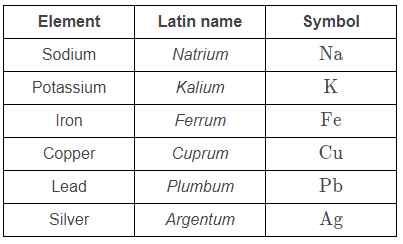 Element Latin name Symbol
Sodium Natrium Na
Potassium Kalium K
Iron Ferrum Fe
Copper Cuprum Cu
Lead Plumbum Pb
Silver Argentum Ag